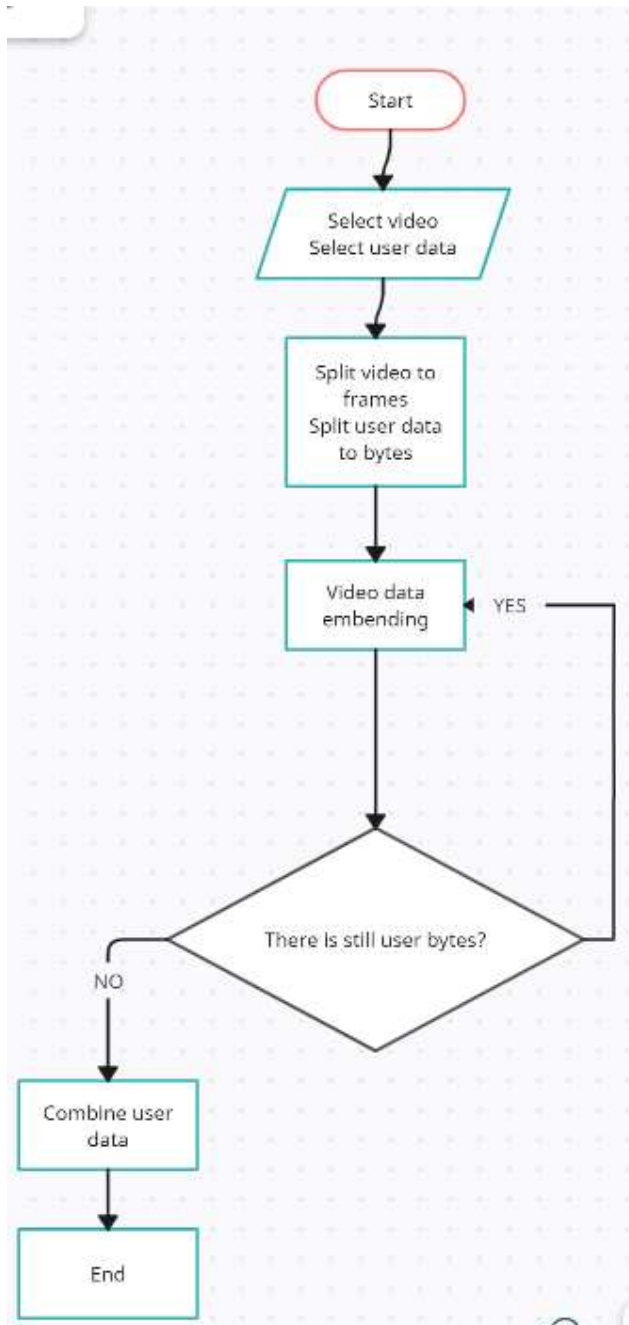 Start
Select video
Select user data
Split video to
frames
Split user data
to bytes
Video data
embending
YES
There is still user bytes?
NO
Combine user
data
End